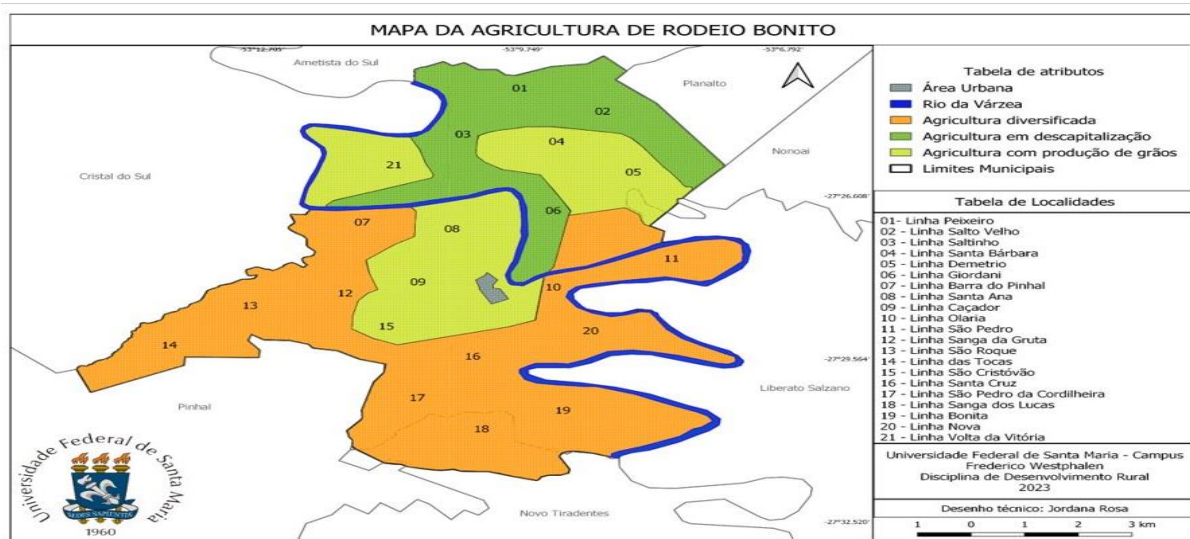 MAPA DA AGRICULTURA DE RODEIO BONITO
-53°12.705
-53°9.749
-53°6.792
Ametista do Sul
Planalto
Nonoai
Cristal do Sul
Pinhal
Liberato Salzano
Novo Tiradentes
-27°26.608
-27°29.564
-27°32.520
01
02
03
04
21
05
06
07
08
11
09
10
12
13
15
20
14
16
17
19
18
Universidade Federal de Santa Maria
SEDES SAPIENTIAE
1960
Tabela de atributos
Área Urbana
Rio da Várzea
Agricultura diversificada
Agricultura em descapitalização
Agricultura com produção de grãos
Limites Municipais
Tabela de Localidades
01- Linha Peixeiro
02 - Linha Salto Velho
03 - Linha Saltinho
04 - Linha Santa Bárbara
05 - Linha Demetrio
06 - Linha Giordani
07 - Linha Barra do Pinhal
08 - Linha Santa Ana
09 - Linha Caçador
10 - Linha Olaria
11 - Linha São Pedro
12 - Linha Sanga da Gruta
13 - Linha São Roque
14 - Linha das Tocas
15 - Linha São Cristóvão
16 - Linha Santa Cruz
17 - Linha São Pedro da Cordilheira
18 - Linha Sanga dos Lucas
19 - Linha Bonita
20 - Linha Nova
21 - Linha Volta da Vitória
Universidade Federal de Santa Maria - Campus
Frederico Westphalen
Disciplina de Desenvolvimento Rural
2023
Desenho técnico: Jordana Rosa
1 0 1 2 3 km